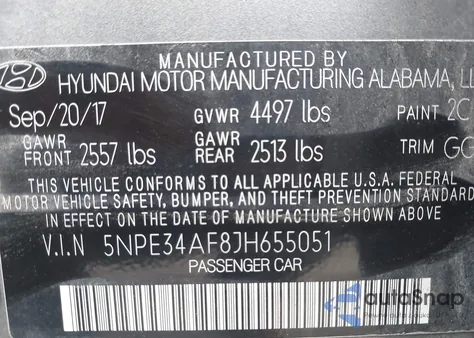 MANUFACTURED BY
HYUNDAI MOTOR MANUFACTURING ALABAMA,
Sep/20/17 GVWR 4497 lbs PAINT 2C
GAWR FRONT 2557 lbs GAWR REAR 2513 lbs TRIM GG
THIS VEHICLE CONFORMS TO ALL APPLICABLE U.S.A. FEDERAL
MOTOR VEHICLE SAFETY, BUMPER, AND THEFT PREVENTION STANDARD
IN EFFECT ON THE DATE OF MANUFACTURE SHOWN ABOVE.
V.I.N 5NPE34AF8JH655051
PASSENGER CAR
autoSnap